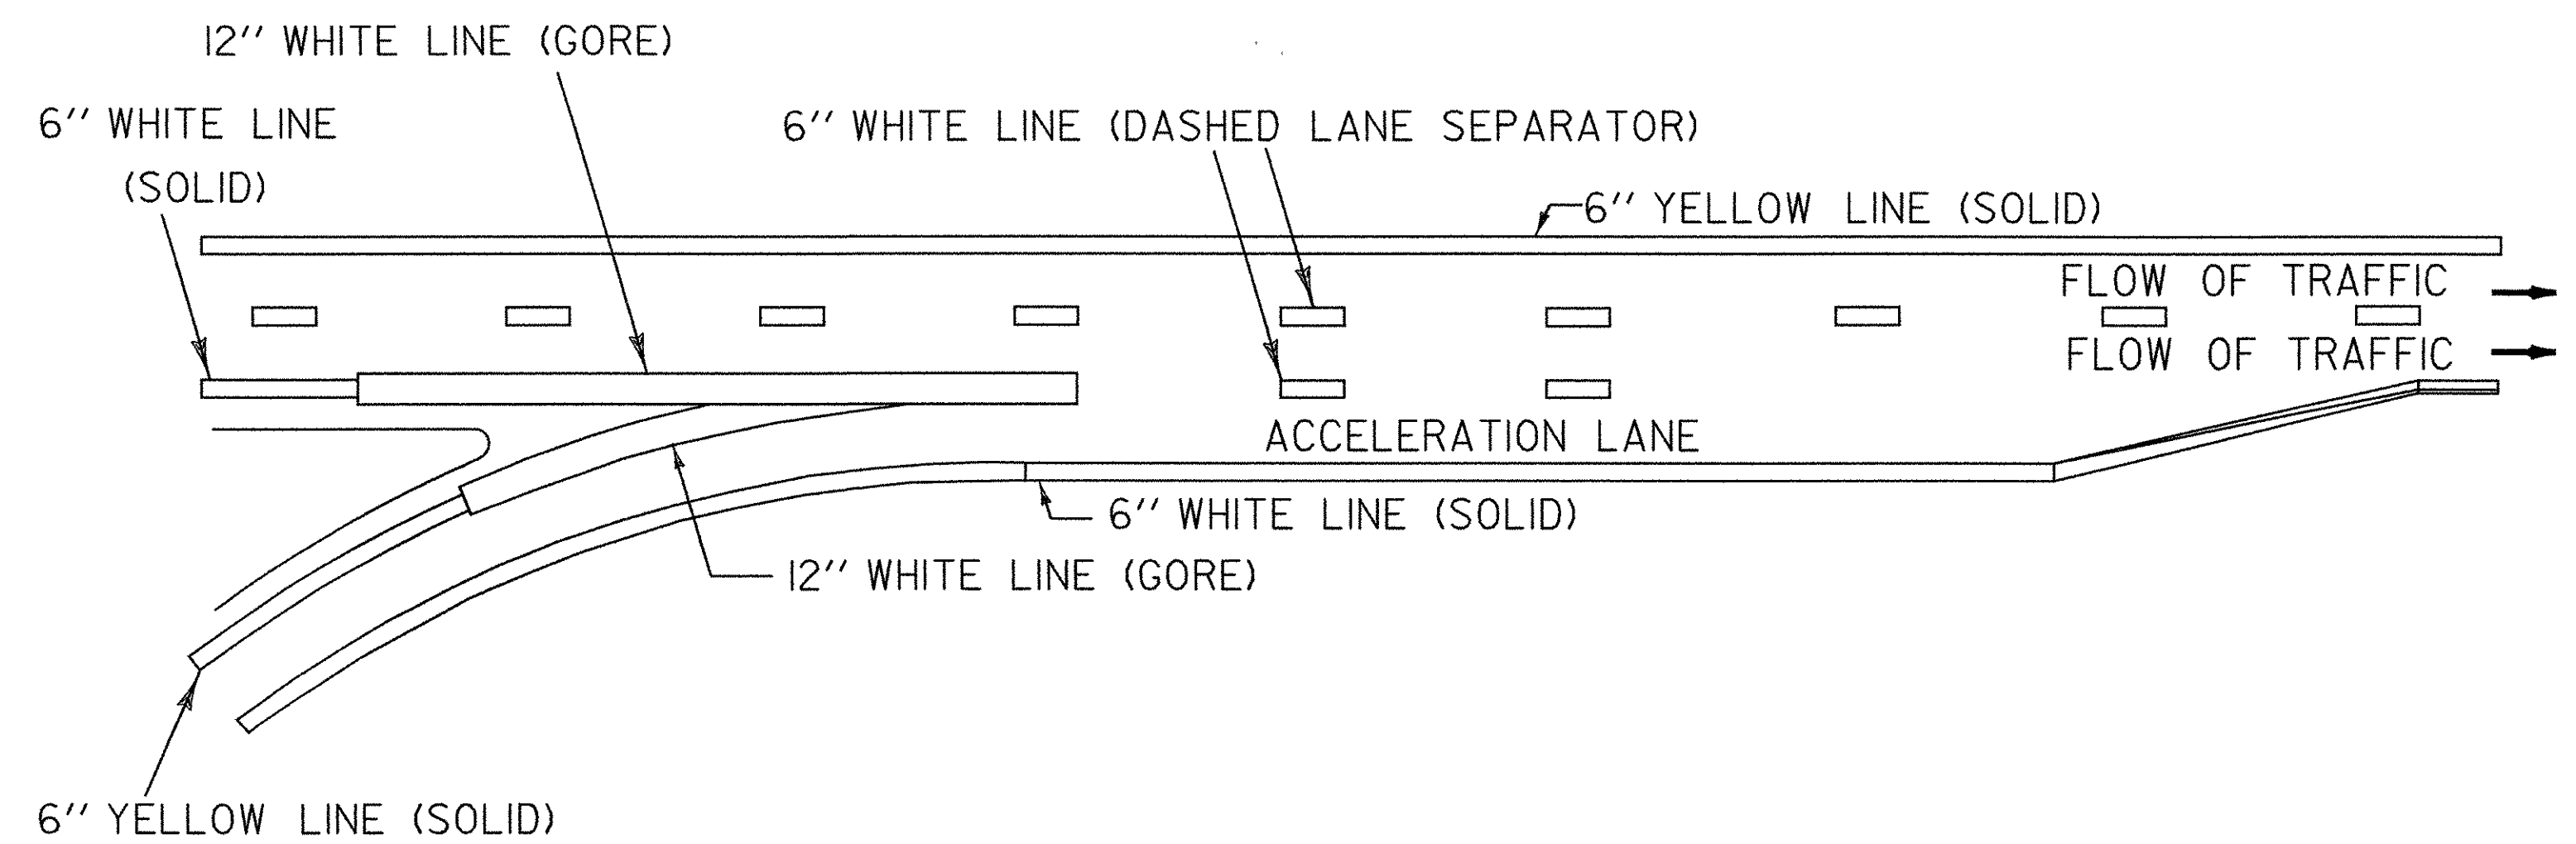 12" WHITE LINE (GORE)
6" WHITE LINE
(SOLID)
6" WHITE LINE (DASHED LANE SEPARATOR)
6" YELLOW LINE (SOLID)
FLOW OF TRAFFIC
FLOW OF TRAFFIC
ACCELERATION LANE
6" WHITE LINE (SOLID)
12" WHITE LINE (GORE)
6" YELLOW LINE (SOLID)